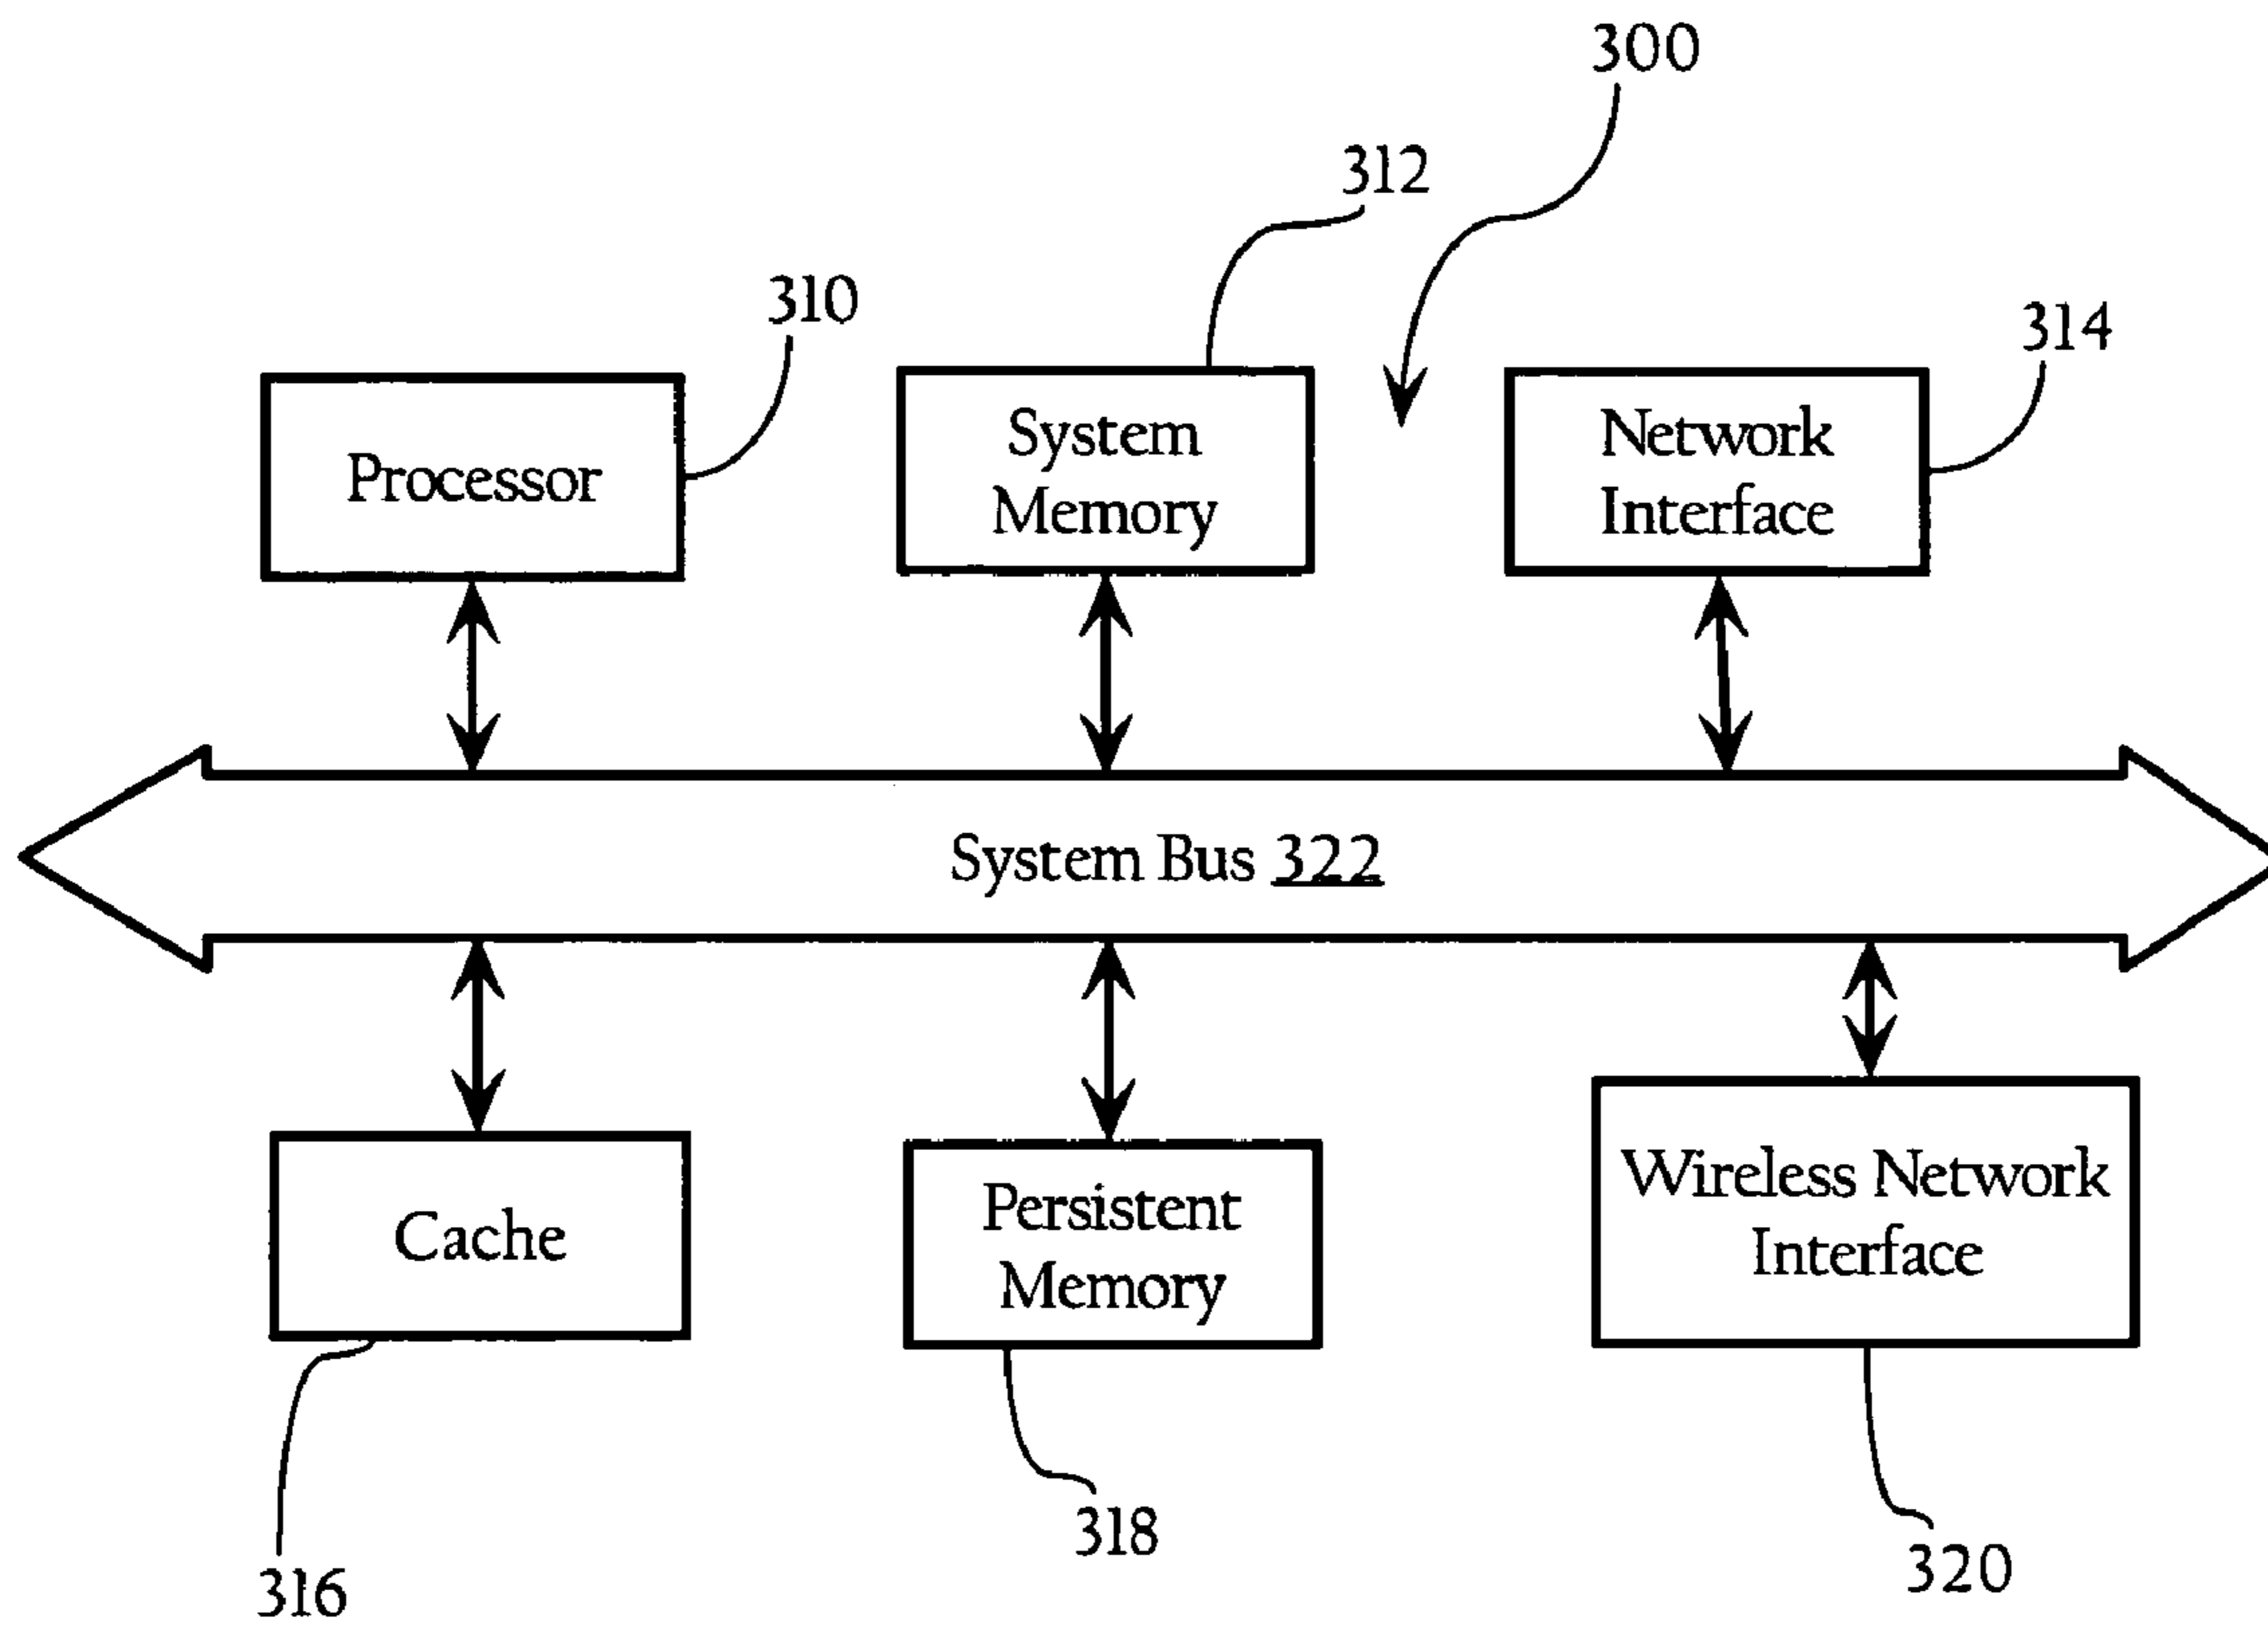 300
312
310
314
Processor
System
Memory
Network
Interface
System Bus 322
Cache
Persistent
Memory
Wireless Network
Interface
316
318
320